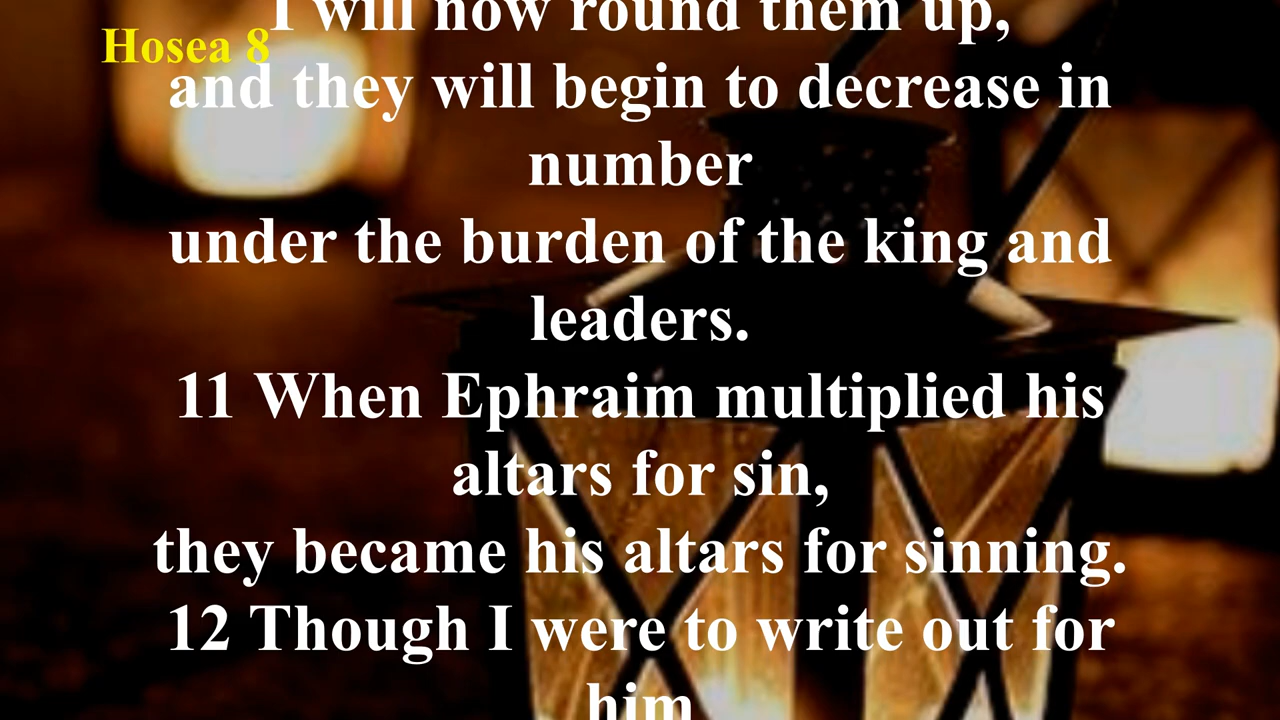 I will now round them up,
Hosea 8
and they will begin to decrease in
number
under the burden of the king and
leaders.
11 When Ephraim multiplied his
altars for sin,
they became his altars for sinning.
12 Though I were to write out for
him